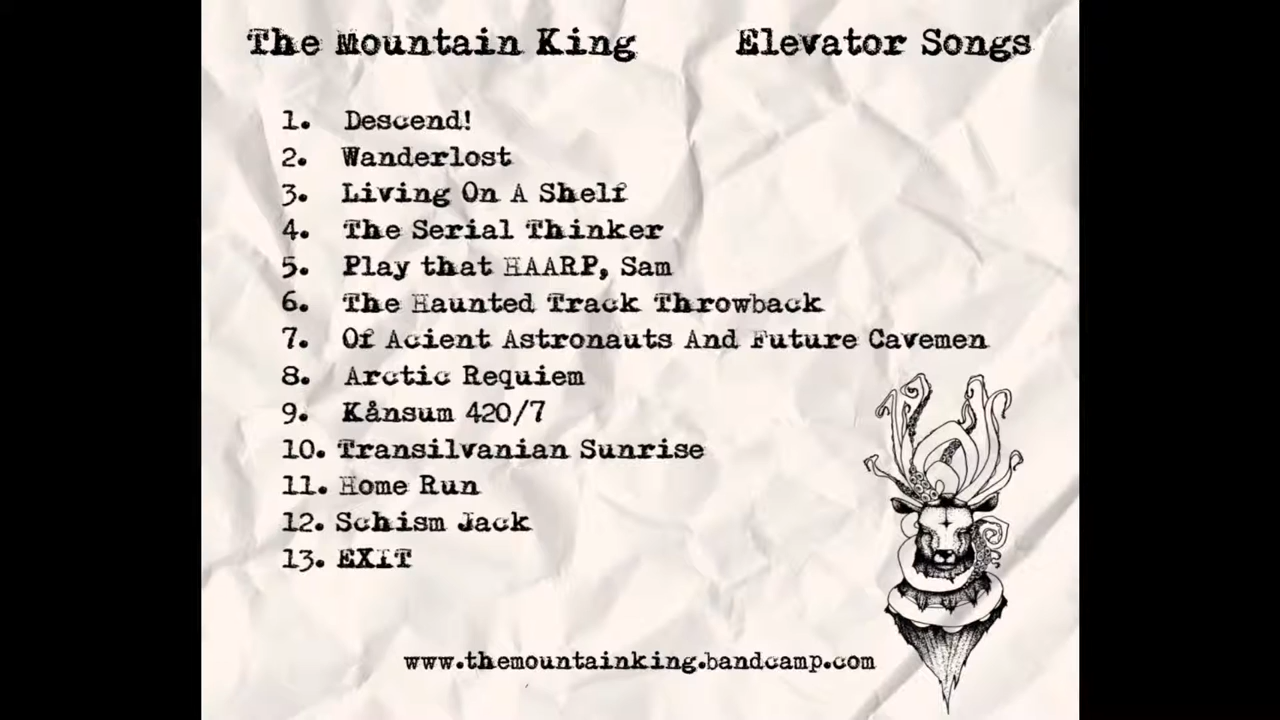 The Mountain King Elevator Songs
1. Descend!
2. Wanderlost
3. Living On A Shelf
4. The Serial Thinker
5. Play that HAARP, Sam
6. The Haunted Track Throwback
7. Of Acient Astronauts And Future Cavemen
8. Arctic Requiem
9. Kånsum 420/7
10. Transilvanian Sunrise
11. Home Run
12. Schism Jack
13. EXIT
www.themountainking.bandcamp.com